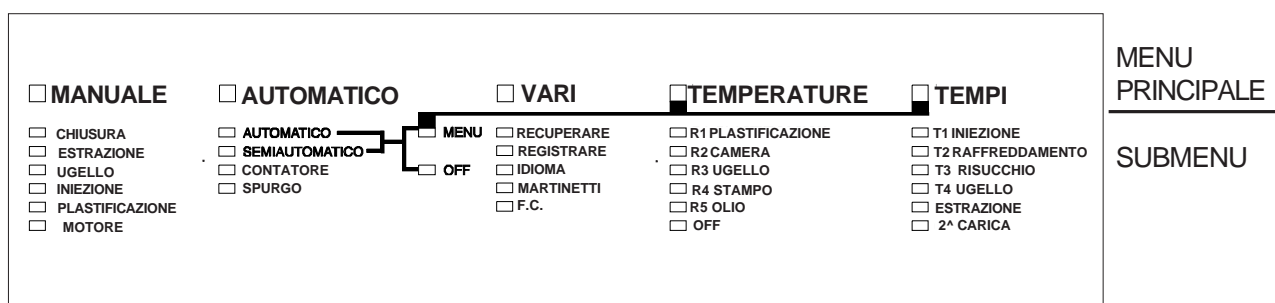 MENU
PRINCIPALE
SUBMENU
MANUALE
CHIUSURA
ESTRAZIONE
UGELLO
INIEZIONE
PLASTIFICAZIONE
MOTORE
AUTOMATICO
AUTOMATICO
SEMIAUTOMATICO
CONTATORE
SPURGO
MENU
OFF
VARI
RECUPERARE
REGISTRARE
IDIOMA
MARTINETTI
F.C.
TEMPERATURE
R1 PLASTIFICAZIONE
R2 CAMERA
R3 UGELLO
R4 STAMPO
R5 OLIO
OFF
TEMPI
T1 INIEZIONE
T2 RAFFREDDAMENTO
T3 RISUCCHIO
T4 UGELLO
ESTRAZIONE
2^ CARICA